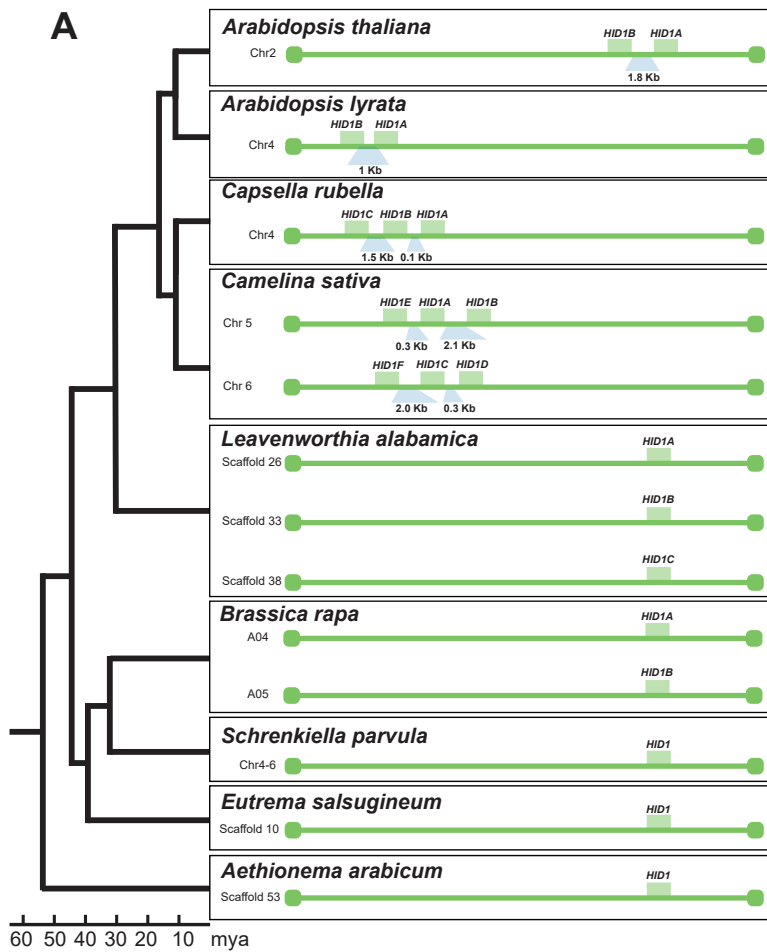 A
Arabidopsis thaliana
HID1B HID1A
Chr2
1.8 Kb
Arabidopsis lyrata
HID1B HID1A
Chr4
1 Kb
Capsella rubella
HID1C HID1B HID1A
Chr4
1.5 Kb 0.1 Kb
Camelina sativa
HID1E HID1A HID1B
Chr 5
0.3 Kb 2.1 Kb
HID1F HID1C HID1D
Chr 6
2.0 Kb 0.3 Kb
Leavenworthia alabamica
HID1A
Scaffold 26
HID1B
Scaffold 33
HID1C
Scaffold 38
Brassica rapa
HID1A
A04
HID1B
A05
Schrenkiella parvula
HID1
Chr4-6
Eutrema salsugineum
HID1
Scaffold 10
Aethionema arabicum
HID1
Scaffold 53
60 50 40 30 20 10 mya